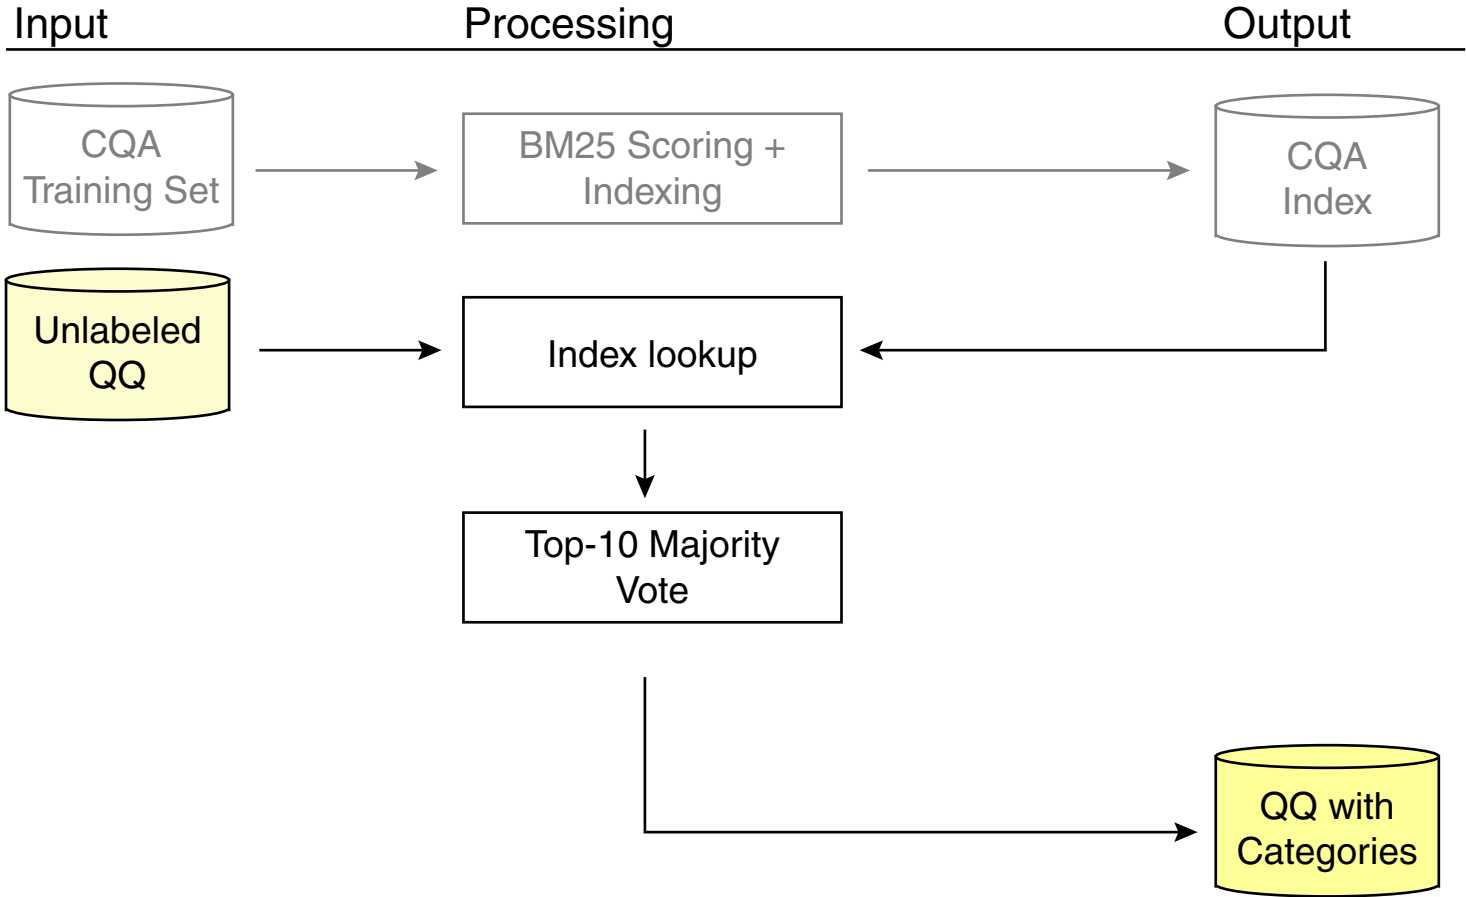 Input
Processing
Output
CQA
Training Set
BM25 Scoring +
Indexing
CQA
Index
Unlabeled
QQ
Index lookup
Top-10 Majority
Vote
QQ with
Categories